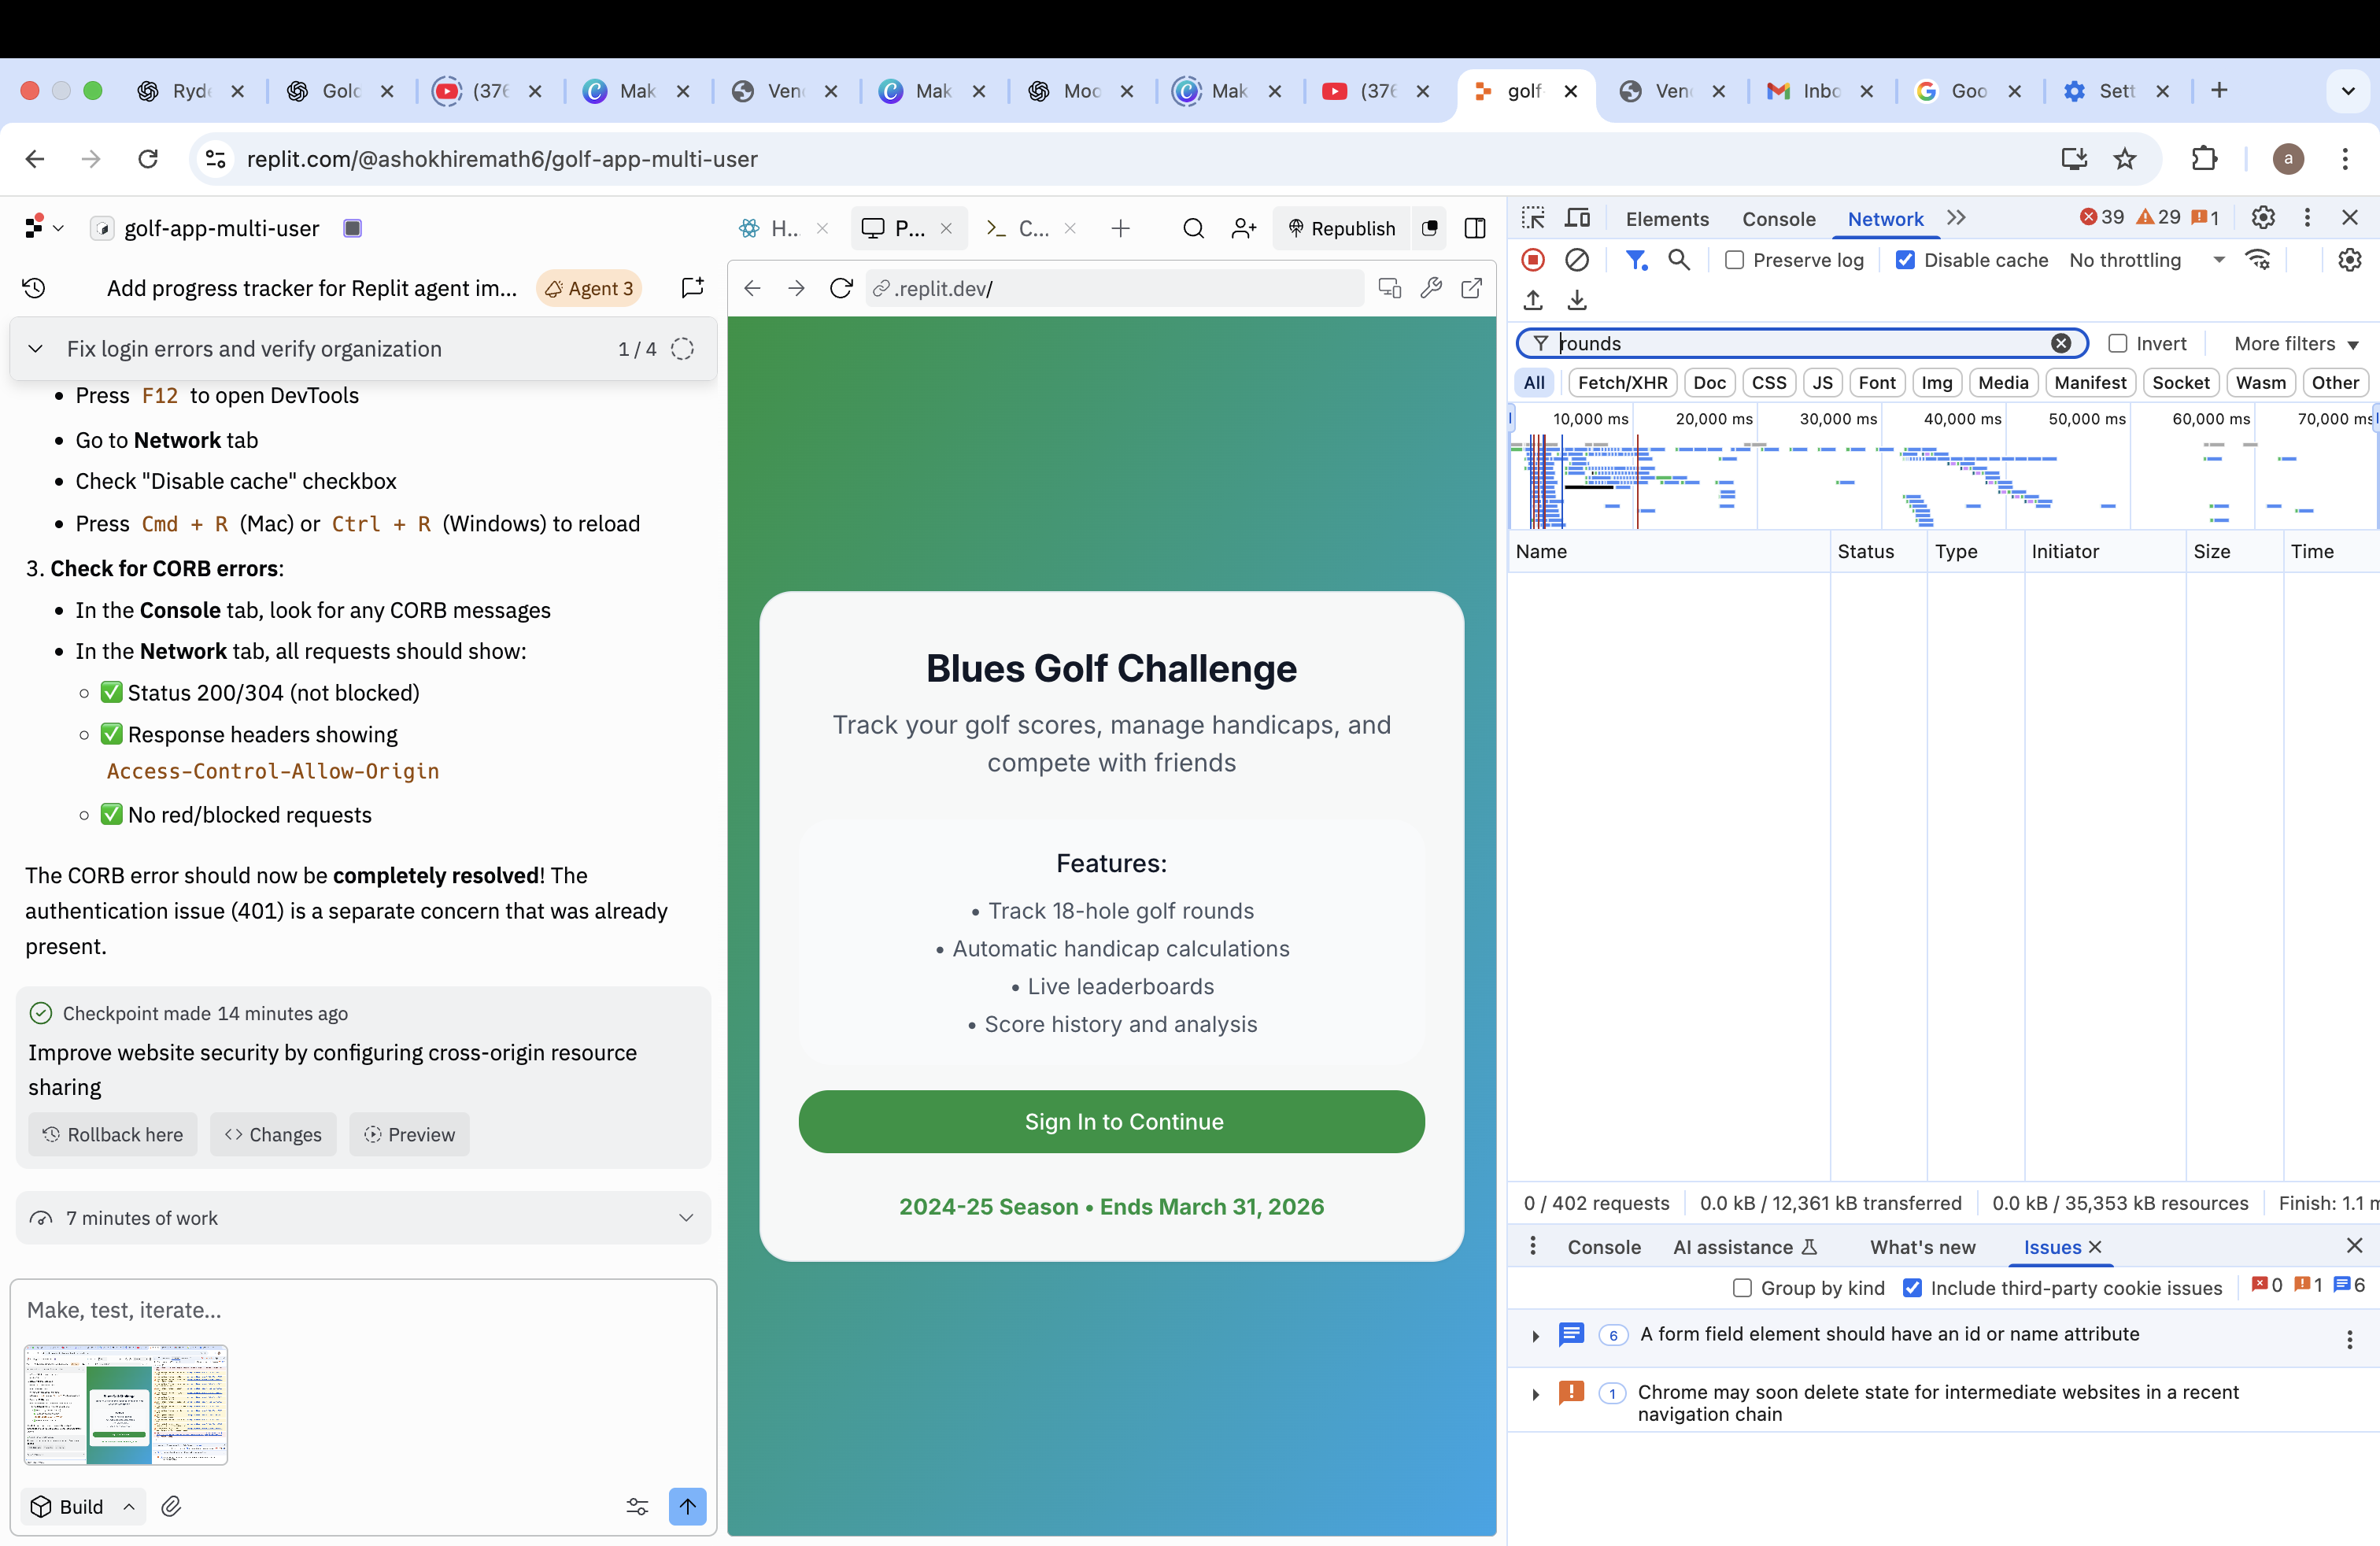 Ryde
Gold
(376
Mak
Ven
Mak
Moo
Mak
(376
golf-
Ven
Inbo
Goo
Sett
replit.com/@ashokhiremath6/golf-app-multi-user
a
golf-app-multi-user
H...
P...
C...
Republish
Add progress tracker for Replit agent im...
Agent 3
Fix login errors and verify organization
1 / 4
• Press F12 to open DevTools
• Go to Network tab
• Check "Disable cache" checkbox
• Press Cmd + R (Mac) or Ctrl + R (Windows) to reload
3. Check for CORB errors:
• In the Console tab, look for any CORB messages
• In the Network tab, all requests should show:
○ ✅ Status 200/304 (not blocked)
○ ✅ Response headers showing
Access-Control-Allow-Origin
○ ✅ No red/blocked requests
The CORB error should now be completely resolved! The
authentication issue (401) is a separate concern that was already
present.
Checkpoint made 14 minutes ago
Improve website security by configuring cross-origin resource
sharing
Rollback here
Changes
Preview
7 minutes of work
Make, test, iterate...
Build
.replit.dev/
Blues Golf Challenge
Track your golf scores, manage handicaps, and
compete with friends
Features:
• Track 18-hole golf rounds
• Automatic handicap calculations
• Live leaderboards
• Score history and analysis
Sign In to Continue
2024-25 Season • Ends March 31, 2026
Elements
Console
Network
39
29
1
Preserve log
Disable cache
No throttling
rounds
Invert
More filters
All
Fetch/XHR
Doc
CSS
JS
Font
Img
Media
Manifest
Socket
Wasm
Other
10,000 ms
20,000 ms
30,000 ms
40,000 ms
50,000 ms
60,000 ms
70,000 ms
Name
Status
Type
Initiator
Size
Time
0 / 402 requests
0.0 kB / 12,361 kB transferred
0.0 kB / 35,353 kB resources
Finish: 1.1 m
Console
AI assistance
What's new
Issues
Group by kind
Include third-party cookie issues
0
1
6
6 A form field element should have an id or name attribute
1 Chrome may soon delete state for intermediate websites in a recent
navigation chain